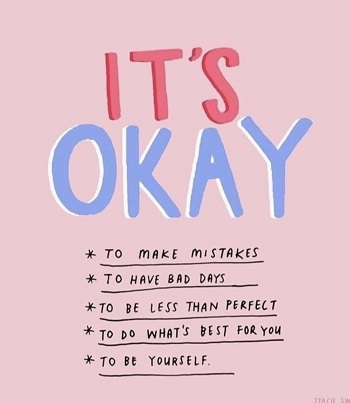 IT'S
OKAY
* TO MAKE MISTAKES
* TO HAVE BAD DAYS
* TO BE LESS THAN PERFECT
* TO DO WHAT'S BEST FOR YOU
* TO BE YOURSELF.